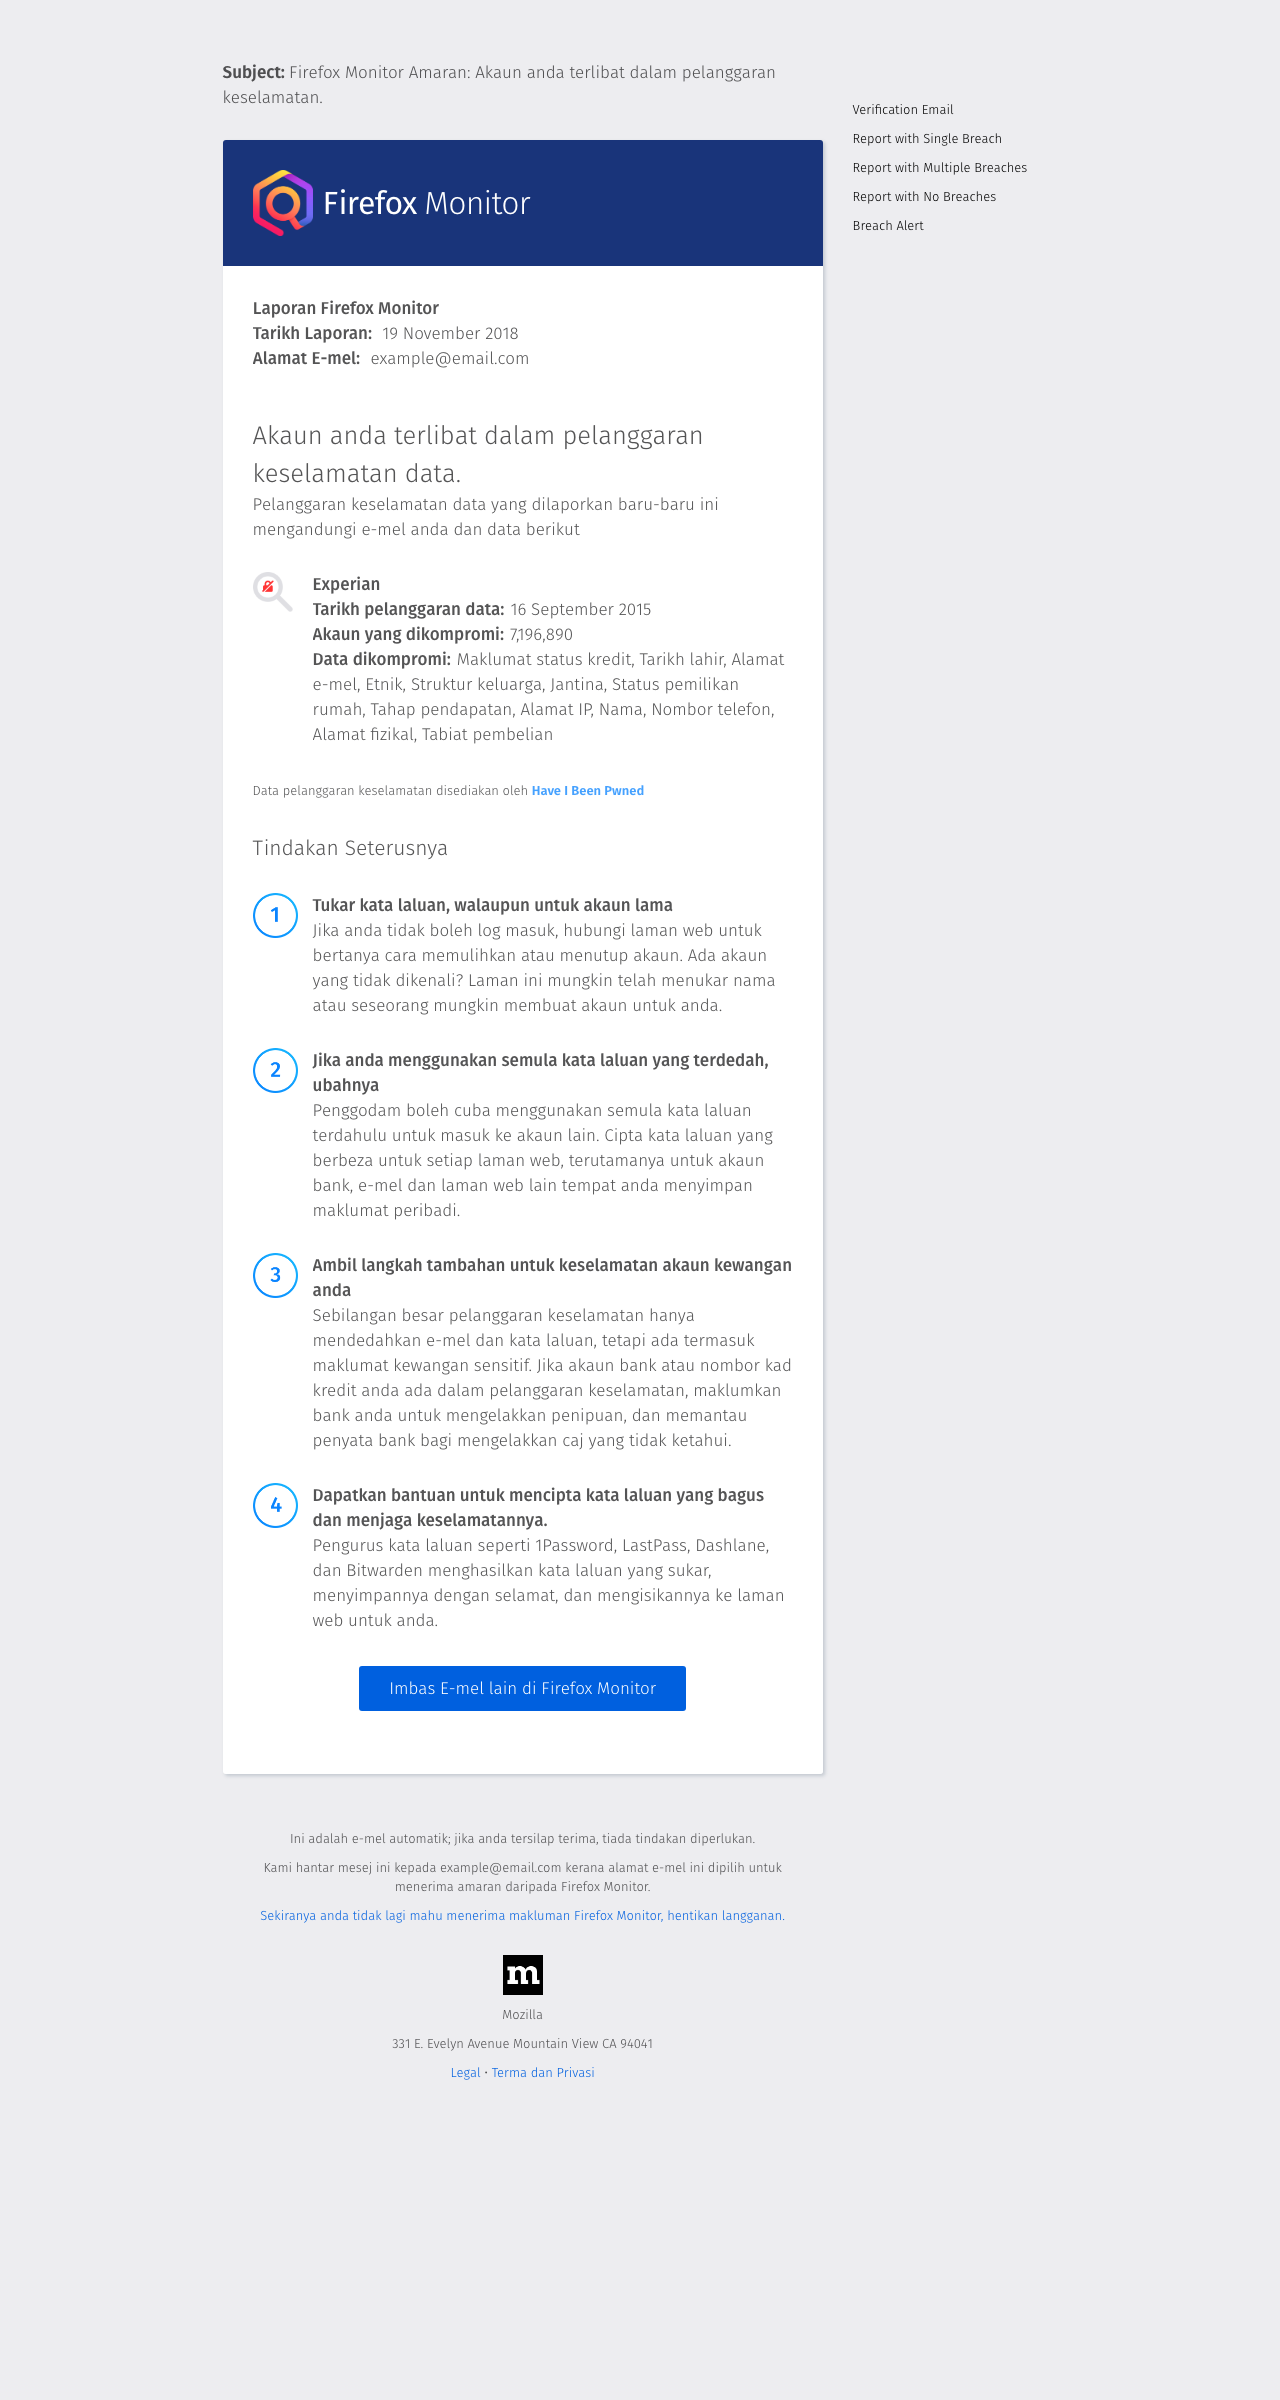 Subject: Firefox Monitor Amaran: Akaun anda terlibat dalam pelanggaran
keselamatan.
Verification Email
Report with Single Breach
Report with Multiple Breaches
Report with No Breaches
Breach Alert
Firefox Monitor
Laporan Firefox Monitor
Tarikh Laporan: 19 November 2018
Alamat E-mel: example@email.com
Akaun anda terlibat dalam pelanggaran
keselamatan data.
Pelanggaran keselamatan data yang dilaporkan baru-baru ini
mengandungi e-mel anda dan data berikut
Experian
Tarikh pelanggaran data: 16 September 2015
Akaun yang dikompromi: 7,196,890
Data dikompromi: Maklumat status kredit, Tarikh lahir, Alamat
e-mel, Etnik, Struktur keluarga, Jantina, Status pemilikan
rumah, Tahap pendapatan, Alamat IP, Nama, Nombor telefon,
Alamat fizikal, Tabiat pembelian
Data pelanggaran keselamatan disediakan oleh Have I Been Pwned
Tindakan Seterusnya
1
Tukar kata laluan, walaupun untuk akaun lama
Jika anda tidak boleh log masuk, hubungi laman web untuk
bertanya cara memulihkan atau menutup akaun. Ada akaun
yang tidak dikenali? Laman ini mungkin telah menukar nama
atau seseorang mungkin membuat akaun untuk anda.
2
Jika anda menggunakan semula kata laluan yang terdedah,
ubahnya
Penggodam boleh cuba menggunakan semula kata laluan
terdahulu untuk masuk ke akaun lain. Cipta kata laluan yang
berbeza untuk setiap laman web, terutamanya untuk akaun
bank, e-mel dan laman web lain tempat anda menyimpan
maklumat peribadi.
3
Ambil langkah tambahan untuk keselamatan akaun kewangan
anda
Sebilangan besar pelanggaran keselamatan hanya
mendedahkan e-mel dan kata laluan, tetapi ada termasuk
maklumat kewangan sensitif. Jika akaun bank atau nombor kad
kredit anda ada dalam pelanggaran keselamatan, maklumkan
bank anda untuk mengelakkan penipuan, dan memantau
penyata bank bagi mengelakkan caj yang tidak ketahui.
4
Dapatkan bantuan untuk mencipta kata laluan yang bagus
dan menjaga keselamatannya.
Pengurus kata laluan seperti 1Password, LastPass, Dashlane,
dan Bitwarden menghasilkan kata laluan yang sukar,
menyimpannya dengan selamat, dan mengisikannya ke laman
web untuk anda.
Imbas E-mel lain di Firefox Monitor
Ini adalah e-mel automatik; jika anda tersilap terima, tiada tindakan diperlukan.
Kami hantar mesej ini kepada example@email.com kerana alamat e-mel ini dipilih untuk
menerima amaran daripada Firefox Monitor.
Sekiranya anda tidak lagi mahu menerima makluman Firefox Monitor, hentikan langganan.
m
Mozilla
331 E. Evelyn Avenue Mountain View CA 94041
Legal · Terma dan Privasi